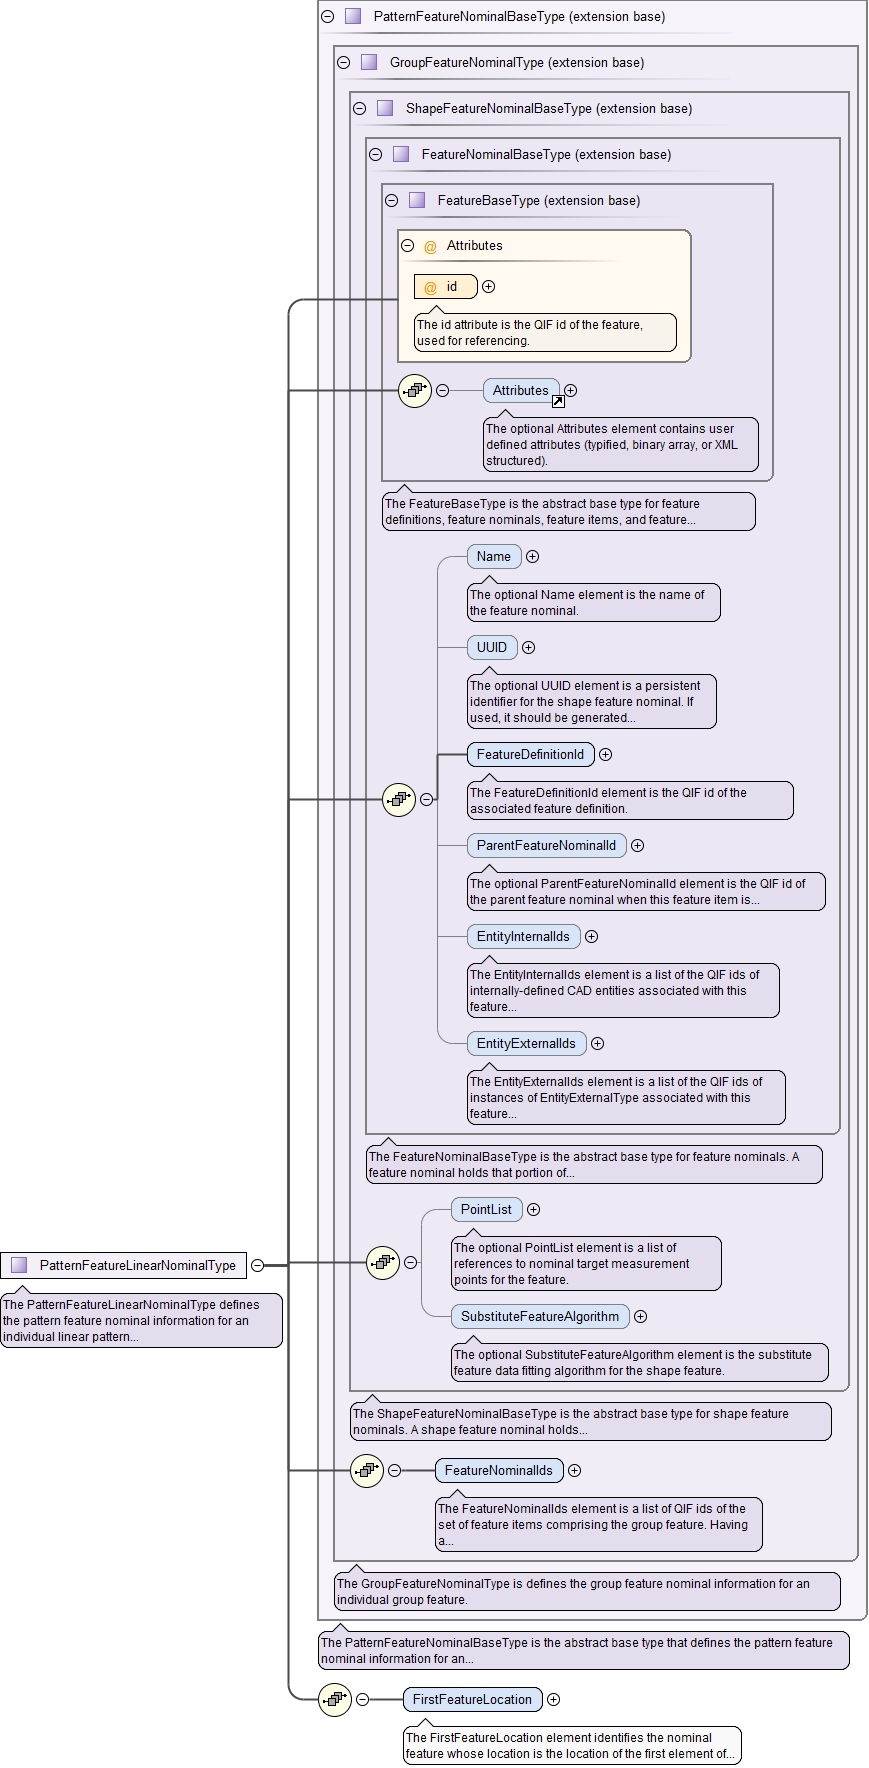 PatternFeatureNominalBaseType (extension base)
GroupFeatureNominalType (extension base)
ShapeFeatureNominalBaseType (extension base)
FeatureNominalBaseType (extension base)
FeatureBaseType (extension base)
@ Attributes
@ id
The id attribute is the QIF id of the feature,
used for referencing.
Attributes
The optional Attributes element contains user
defined attributes (typified, binary array, or XML
structured).
The FeatureBaseType is the abstract base type for feature
definitions, feature nominals, feature items, and feature...
Name
The optional Name element is the name of
the feature nominal.
UUID
The optional UUID element is a persistent
identifier for the shape feature nominal. If
used, it should be generated...
FeatureDefinitionId
The FeatureDefinitionId element is the QIF id of the
associated feature definition.
ParentFeatureNominalId
The optional ParentFeatureNominalId element is the QIF id of
the parent feature nominal when this feature item is...
EntityInternalIds
The EntityInternalIds element is a list of the QIF ids of
internally-defined CAD entities associated with this
feature...
EntityExternalIds
The EntityExternalIds element is a list of the QIF ids of
instances of EntityExternalType associated with this
feature...
The FeatureNominalBaseType is the abstract base type for feature nominals. A
feature nominal holds that portion of...
PointList
The optional PointList element is a list of
references to nominal target measurement
points for the feature.
PatternFeatureLinearNominalType
The PatternFeatureLinearNominalType defines
the pattern feature nominal information for an
individual linear pattern...
SubstituteFeatureAlgorithm
The optional SubstituteFeatureAlgorithm element is the substitute
feature data fitting algorithm for the shape feature.
The ShapeFeatureNominalBaseType is the abstract base type for shape feature
nominals. A shape feature nominal holds...
FeatureNominalIds
The FeatureNominalIds element is a list of QIF ids of the
set of feature items comprising the group feature. Having
a...
The GroupFeatureNominalType is defines the group feature nominal information for an
individual group feature.
The PatternFeatureNominalBaseType is the abstract base type that defines the pattern feature
nominal information for an...
FirstFeatureLocation
The FirstFeatureLocation element identifies the nominal
feature whose location is the location of the first element of...